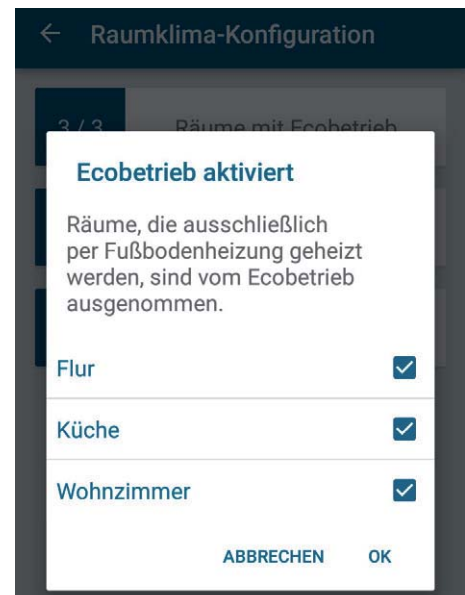 Raumklima-Konfiguration
3 / 3 Räume mit Ecobetrieb
Ecobetrieb aktiviert
Räume, die ausschließlich
per Fußbodenheizung geheizt
werden, sind vom Ecobetrieb
ausgenommen.
Flur
Küche
Wohnzimmer
ABBRECHEN OK